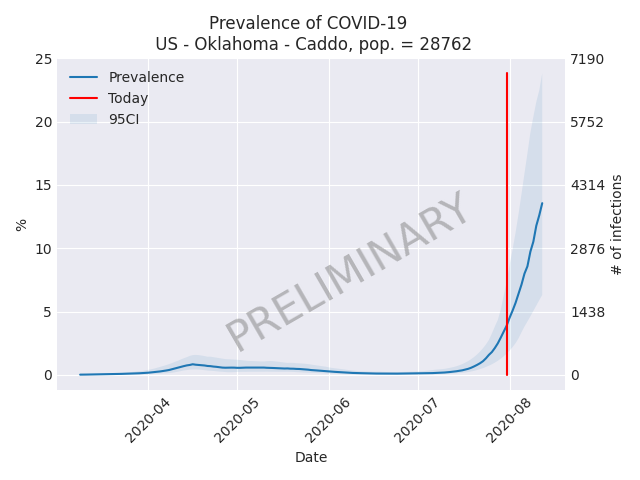 Prevalence of COVID-19
US - Oklahoma - Caddo, pop. = 28762
Prevalence
Today
95CI
25
20
15
10
5
0
%
7190
5752
4314
2876
1438
0
# of infections
PRELIMINARY
2020-04
2020-05
2020-06
2020-07
2020-08
Date